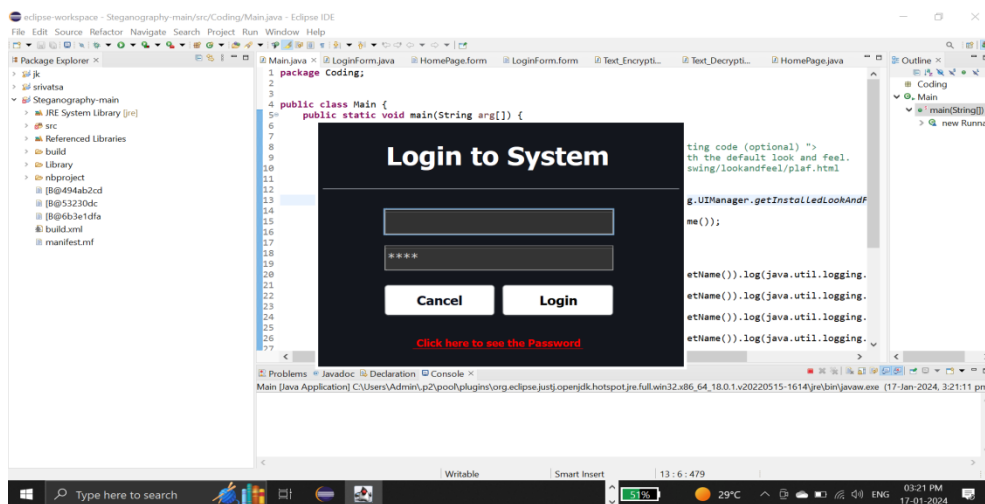 eclipse-workspace - Steganography-main/src/Coding/Main.java - Eclipse IDE
File Edit Source Refactor Navigate Search Project Run Window Help
Package Explorer ×
jk
srivatsa
Steganography-main
JRE System Library [jre]
src
Referenced Libraries
build
Library
nbproject
[B@494ab2cd
[B@53230dc
[B@6b3e1dfa
build.xml
manifest.mf
Main.java × LoginForm.java HomePage.form LoginForm.form Text_Encrypti... Text_Decrypti... HomePage.java
1 package Coding;
2
3
4 public class Main {
5 public static void main(String arg[]) {
6
7
8 ting code (optional) ">
9 th the default look and feel.
10 swing/lookandfeel/plaf.html
11
12
13 g.UIManager.getInstalledLookAndF
14
15 me());
16
17
18
19
20 etName()).log(java.util.logging.
21
22 etName()).log(java.util.logging.
23
24 etName()).log(java.util.logging.
25
26 etName()).log(java.util.logging.
27
Login to System
****
Cancel Login
Click here to see the Password
Outline ×
Coding
Main
main(String[])
new Runna
Problems Javadoc Declaration Console ×
Main [Java Application] C:\Users\Admin\.p2\pool\plugins\org.eclipse.justj.openjdk.hotspot.jre.full.win32.x86_64_18.0.1.v20220515-1614\jre\bin\javaw.exe (17-Jan-2024, 3:21:11 pm
Writable Smart Insert 13 : 6 : 479
Type here to search
51%
29°C
ENG
03:21 PM
17-01-2024